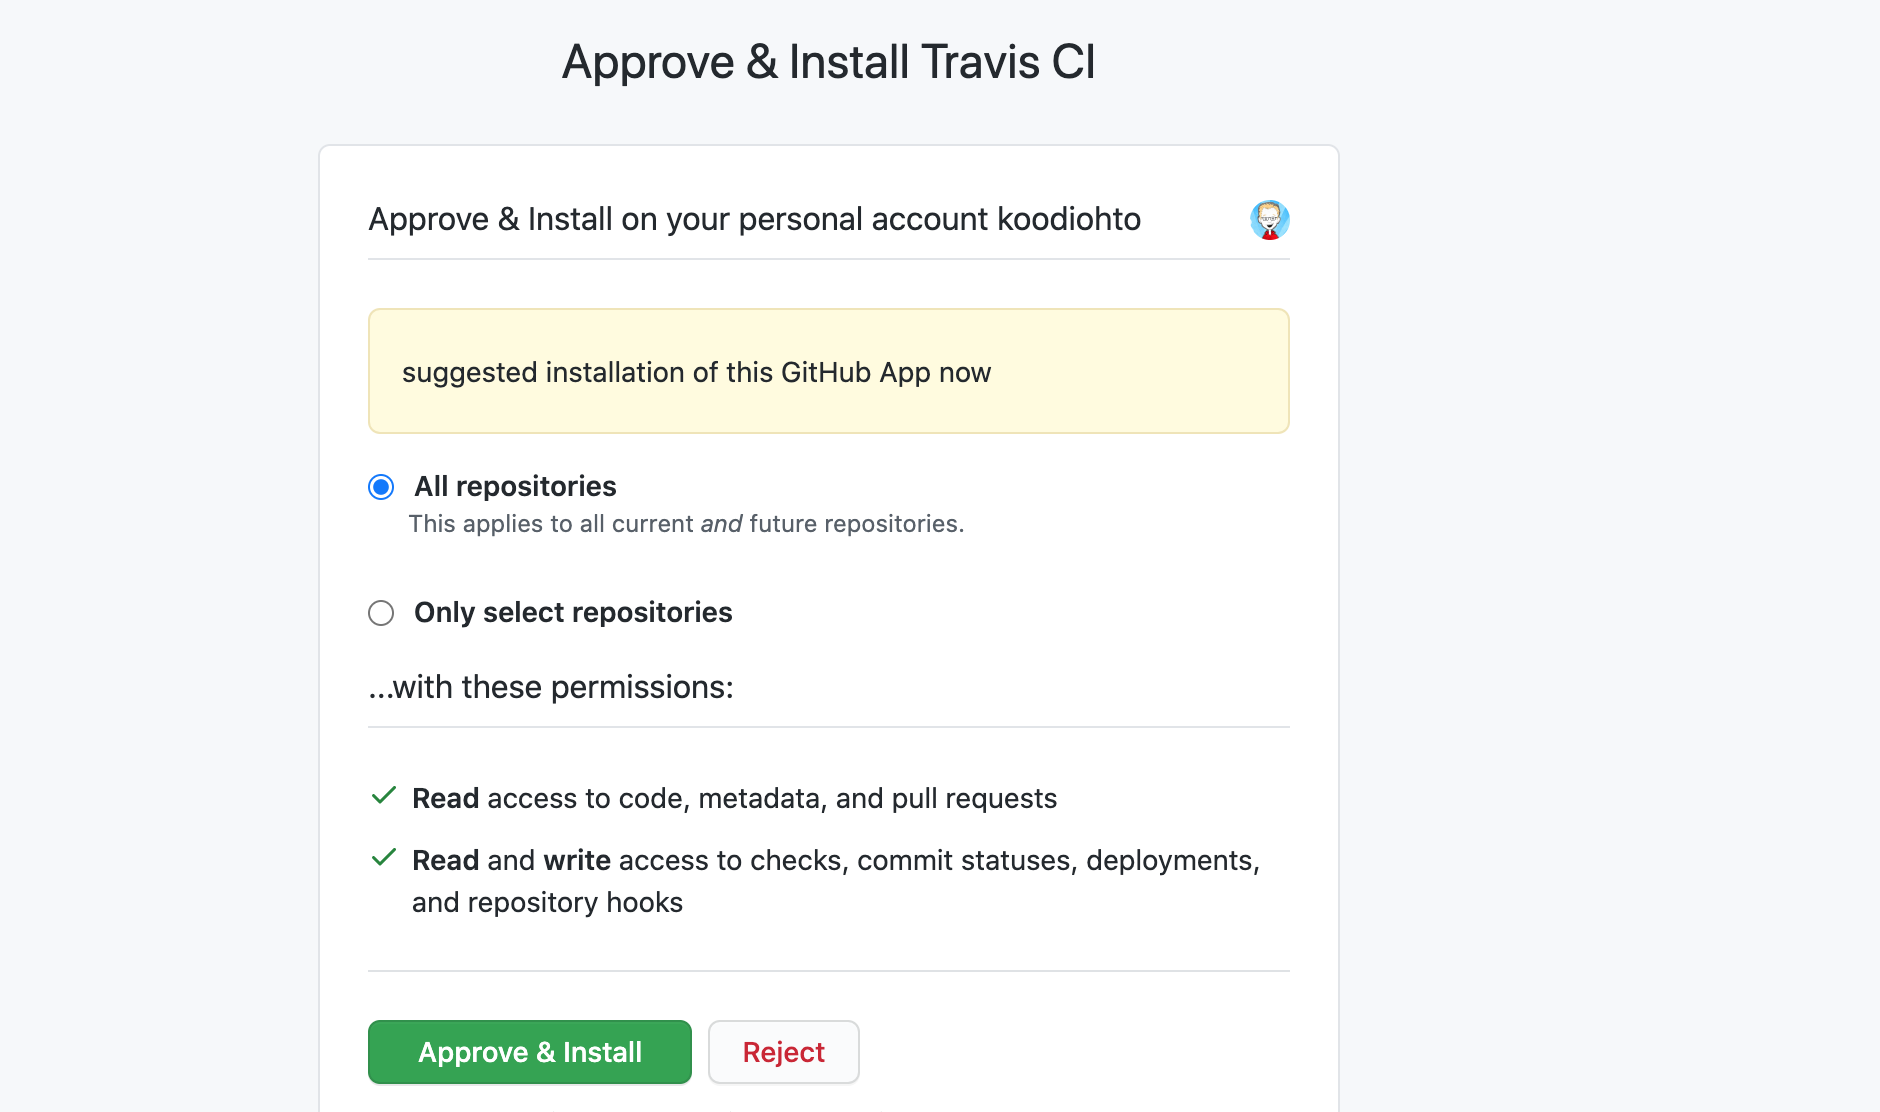 Approve & Install Travis CI
Approve & Install on your personal account koodiohto
suggested installation of this GitHub App now
All repositories
This applies to all current and future repositories.
Only select repositories
...with these permissions:
Read access to code, metadata, and pull requests
Read and write access to checks, commit statuses, deployments,
and repository hooks
Approve & Install
Reject